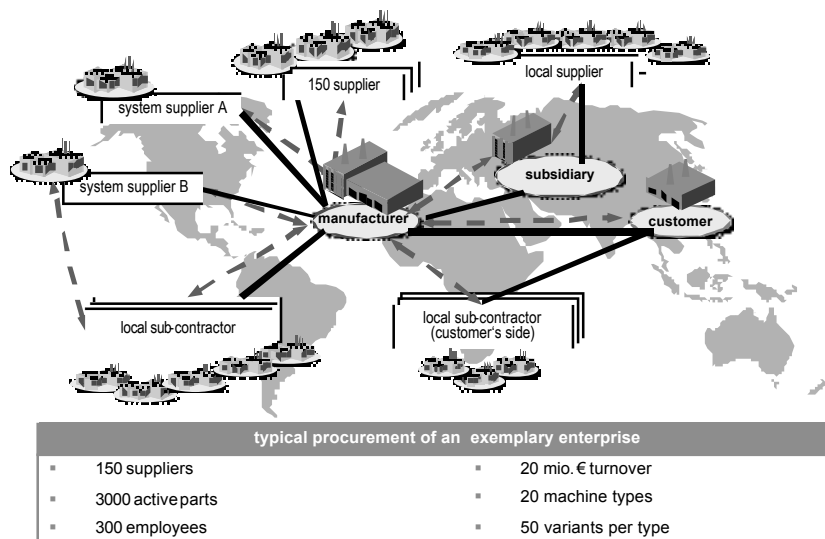 150 supplier
local supplier
system supplier A
system supplier B
subsidiary
manufacturer
customer
local sub-contractor
local sub-contractor
(customer's side)
typical procurement of an exemplary enterprise
▪ 150 suppliers
▪ 20 mio. € turnover
▪ 3000 active parts
▪ 20 machine types
▪ 300 employees
▪ 50 variants per type